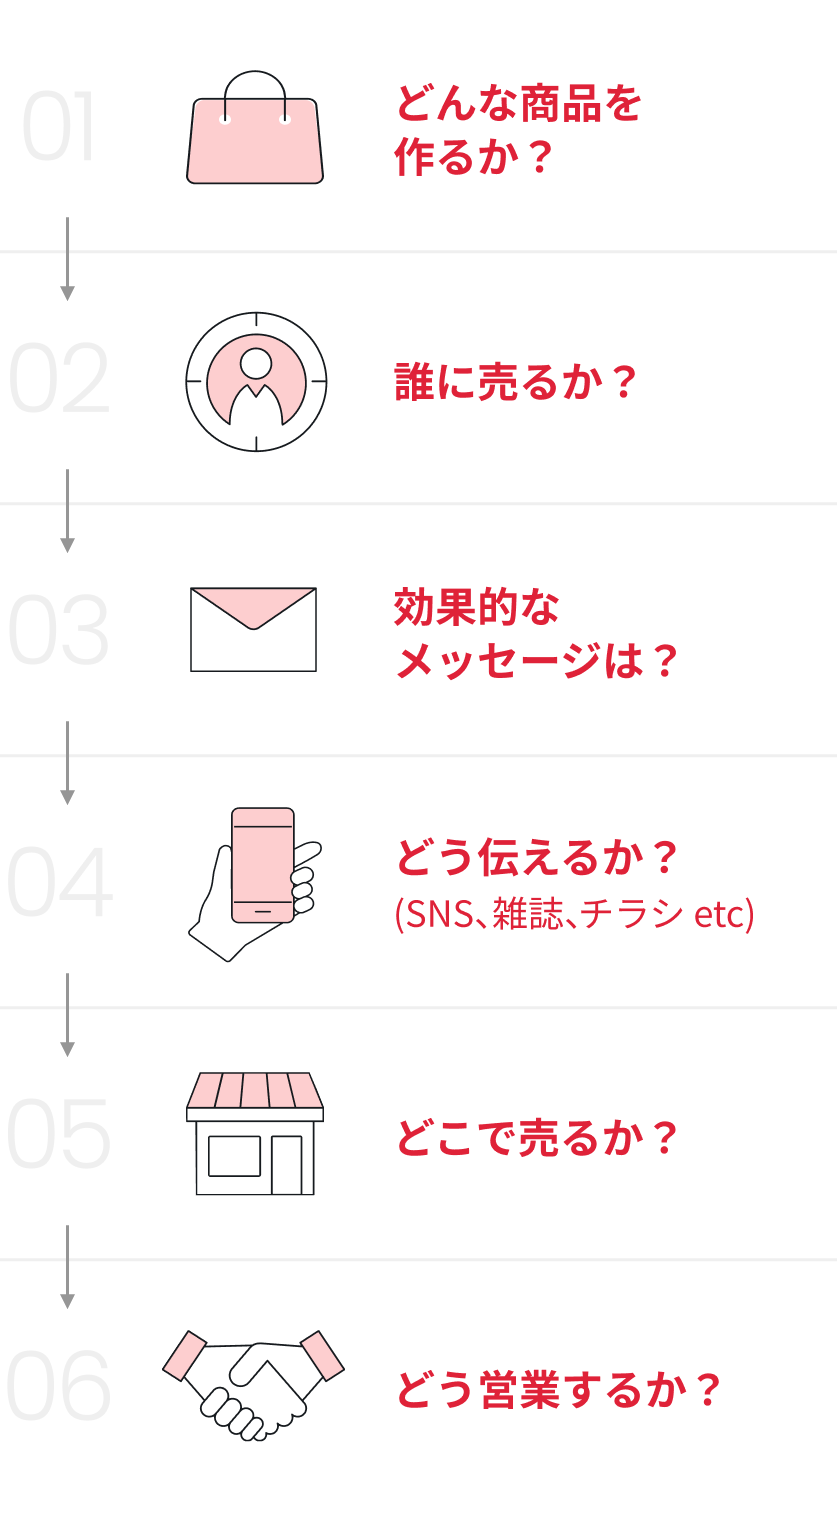 01
どんな商品を
作るか？
02
誰に売るか？
03
効果的な
メッセージは？
04
どう伝えるか？
(SNS、雑誌、チラシ etc)
05
どこで売るか？
06
どう営業するか？